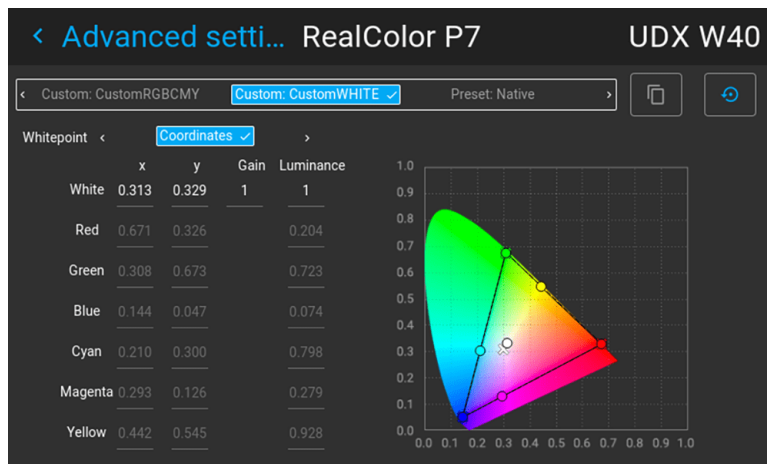 Advanced setti... RealColor P7 UDX W40
Custom: CustomRGBCMY Custom: CustomWHITE Preset: Native
Whitepoint Coordinates
x y Gain Luminance
White 0.313 0.329 1 1
Red 0.671 0.326 0.204
Green 0.308 0.673 0.723
Blue 0.144 0.047 0.074
Cyan 0.210 0.300 0.798
Magenta 0.293 0.126 0.279
Yellow 0.442 0.545 0.928
1.0
0.9
0.8
0.7
0.6
0.5
0.4
0.3
0.2
0.1
0.0
0.0 0.1 0.2 0.3 0.4 0.5 0.6 0.7 0.8 0.9 1.0